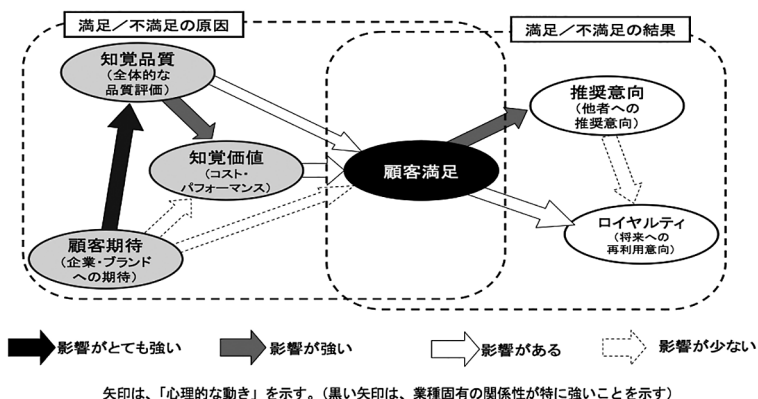 満足／不満足の原因
満足／不満足の結果
知覚品質
(全体的な
品質評価)
推奨意向
(他者への
推奨意向)
知覚価値
(コスト・
パフォーマンス)
顧客満足
顧客期待
(企業・ブランド
への期待)
ロイヤルティ
(将来への
再利用意向)
影響がとても強い
影響が強い
影響がある
影響が少ない
矢印は、「心理的な動き」を示す。(黒い矢印は、業種固有の関係性が特に強いことを示す)